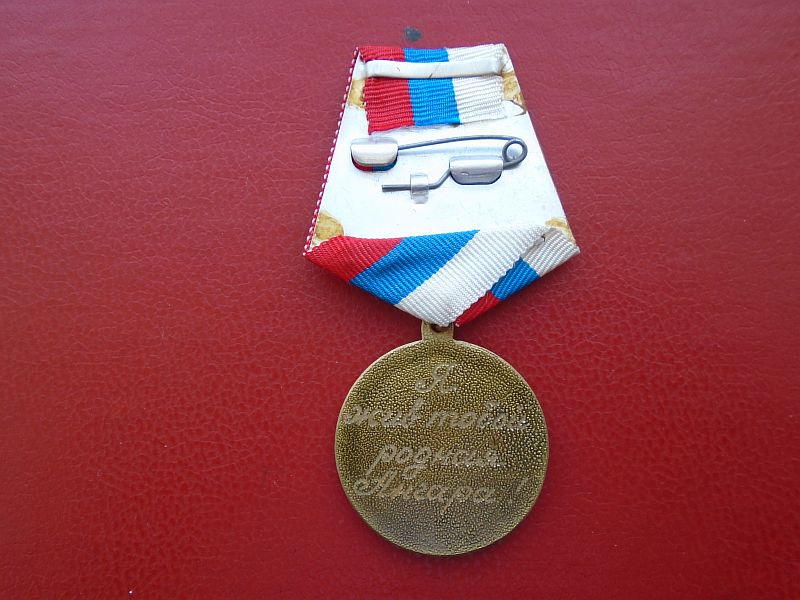 Я
жив тобой
родная
Ангара!